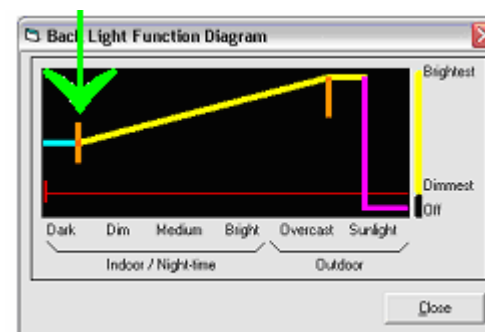 Back Light Function Diagram
Brightest
Dimmest
Off
Dark Dim Medium Bright Overcast Sunlight
Indoor / Night-time Outdoor
Close